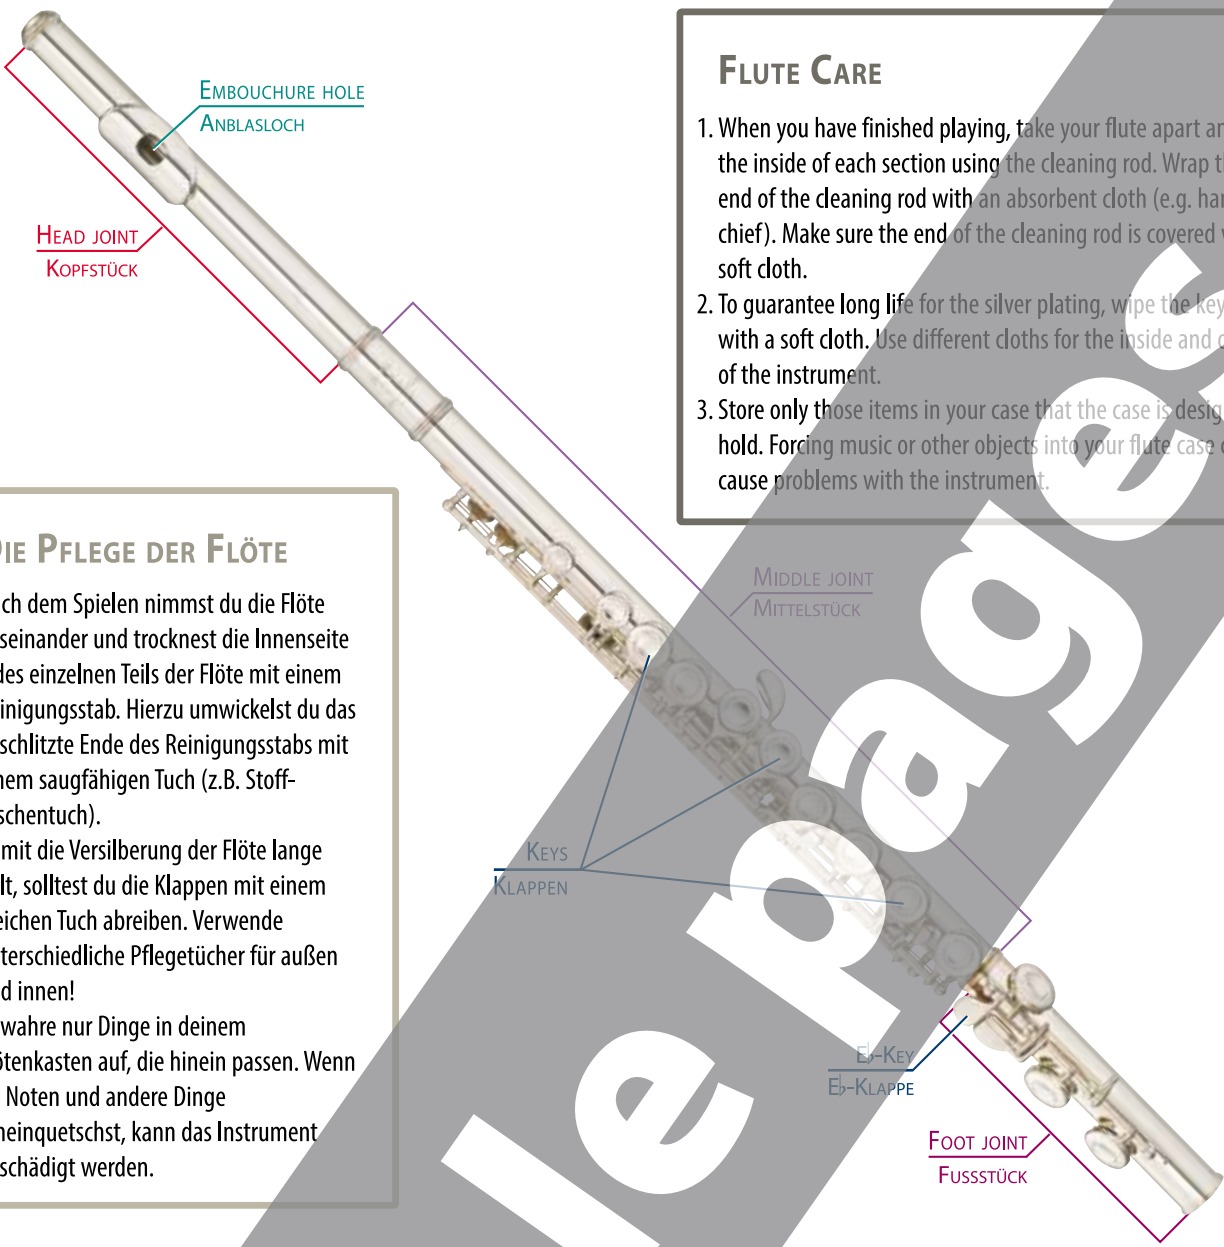 EMBOUCHURE HOLE
ANBLASLOCH
HEAD JOINT
KOPFSTÜCK
FLUTE CARE
1. When you have finished playing, take your flute apart
the inside of each section using the cleaning rod. Wrap
end of the cleaning rod with an absorbent cloth (e.g.
chief). Make sure the end of the cleaning rod is covered
soft cloth.
2. To guarantee long life for the silver plating, wipe the
with a soft cloth. Use different cloths for the inside and
of the instrument.
3. Store only those items in your case that the case is
hold. Forcing music or other objects into your flute case
cause problems with the instrument.
MIDDLE JOINT
MITTELSTÜCK
DIE PFLEGE DER FLÖTE
ch dem Spielen nimmst du die Flöte
seinander und trocknest die Innenseite
des einzelnen Teils der Flöte mit einem
inigungsstab. Hierzu umwickelst du das
schlitzte Ende des Reinigungsstabs mit
nem saugfähigen Tuch (z.B. Stoff-
schentuch).
mit die Versilberung der Flöte lange
lt, solltest du die Klappen mit einem
eichen Tuch abreiben. Verwende
terschiedliche Pflegetücher für außen
d innen!
wahre nur Dinge in deinem
ötenkasten auf, die hinein passen. Wenn
Noten und andere Dinge
neinquetschst, kann das Instrument
schädigt werden.
KEYS
KLAPPEN
E♭-KEY
E♭-KLAPPE
FOOT JOINT
FUSSSTÜCK
le pages